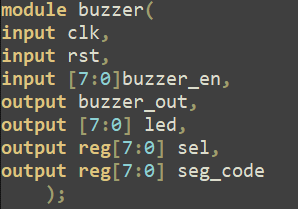 module buzzer(
input clk,
input rst,
input [7:0]buzzer_en,
output buzzer_out,
output [7:0] led,
output reg[7:0] sel,
output reg[7:0] seg_code
);